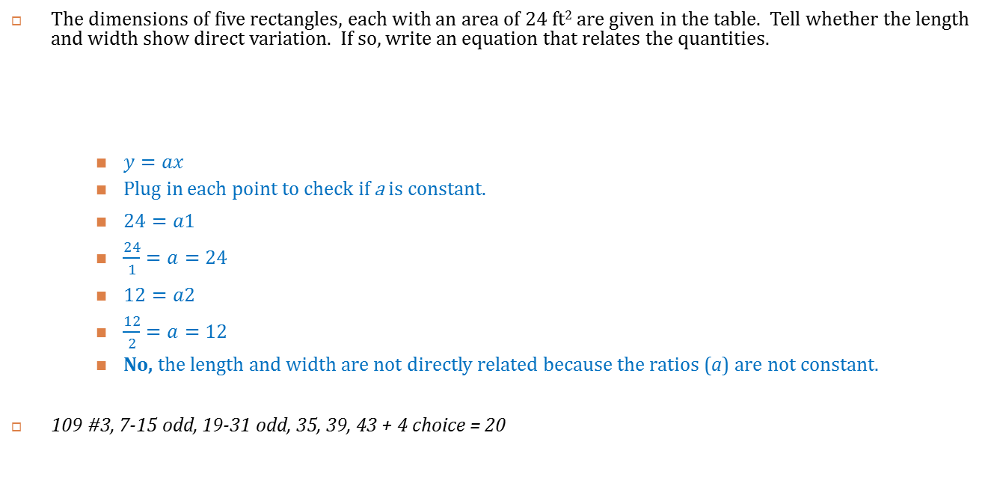 The dimensions of five rectangles, each with an area of 24 ft² are given in the table.  Tell whether the length
and width show direct variation.  If so, write an equation that relates the quantities.
y = ax
Plug in each point to check if a is constant.
24 = a1
24/1 = a = 24
12 = a2
12/2 = a = 12
No, the length and width are not directly related because the ratios (a) are not constant.
109 #3, 7-15 odd, 19-31 odd, 35, 39, 43 + 4 choice = 20